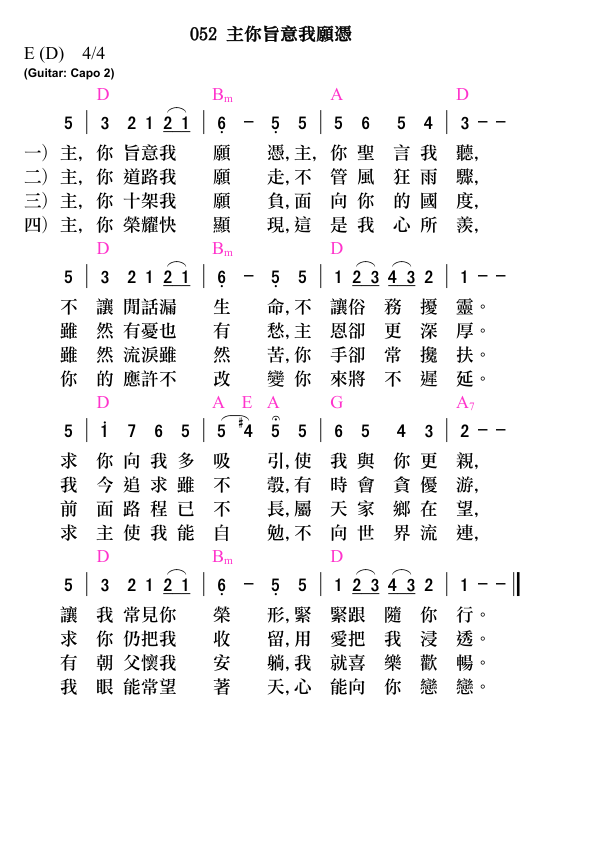 052 主你旨意我願憑
E (D) 4/4
(Guitar: Capo 2)
D Bm A D
5 | 3 2 1 2 1 | 6 － 5 5 | 5 6 5 4 | 3 － －
一) 主, 你 旨意我 願 憑, 主, 你 聖 言 我 聽,
二) 主, 你 道路我 願 走, 不 管 風 狂 雨 驟,
三) 主, 你 十架我 願 負, 面 向 你 的 國 度,
四) 主, 你 榮耀快 顯 現, 這 是 我 心 所 羨,
D Bm D
5 | 3 2 1 2 1 | 6 － 5 5 | 1 2 3 4 3 2 | 1 － －
不 讓 閒話漏 生 命, 不 讓俗 務 擾 靈。
雖 然 有憂也 有 愁, 主 恩卻 更 深 厚。
雖 然 流淚雖 然 苦, 你 手卻 常 攙 扶。
你 的 應許不 改 變 你 來將 不 遲 延。
D A E A G A7
5 | 1 7 6 5 | 5 #4 5 5 | 6 5 4 3 | 2 － －
求 你 向 我 多 吸 引, 使 我 與 你 更 親,
我 今 追 求 雖 不 彀, 有 時 會 貪 優 游,
前 面 路 程 已 不 長, 屬 天 家 鄉 在 望,
求 主 使 我 能 自 勉, 不 向 世 界 流 連,
D Bm D
5 | 3 2 1 2 1 | 6 － 5 5 | 1 2 3 4 3 2 | 1 － － ‖
讓 我 常見你 榮 形, 緊 緊跟 隨 你 行。
求 你 仍把我 收 留, 用 愛把 我 浸 透。
有 朝 父懷我 安 躺, 我 就喜 樂 歡 暢。
我 眼 能常望 著 天, 心 能向 你 戀 戀。